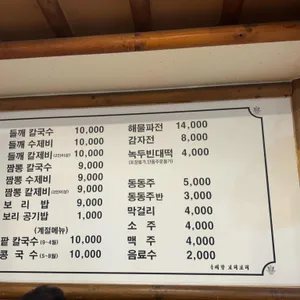 들깨 칼국수 10,000
들깨 수제비 10,000
들깨 칼제비 10,000
짬뽕 칼국수 9,000
짬뽕 수제비 9,000
짬뽕 칼제비 9,000
보 리 밥 9,000
보리 공기밥 1,000
(계절메뉴)
팥 칼국수 (9-4월) 10,000
콩 국 수 (5-8월) 10,000
해물파전 14,000
감자전 8,000
녹두빈대떡 4,000
동동주 5,000
동동주반 3,000
막걸리 4,000
소 주 4,000
맥 주 4,000
음료수 2,000